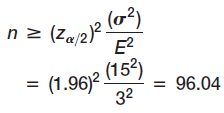 n ≥ (z_{α/2})² (σ²)/E²
= (1.96)² (15²)/3² = 96.04